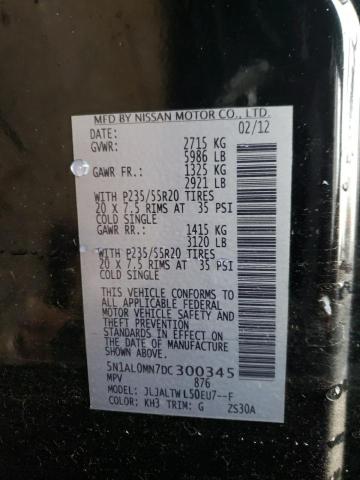 MFD BY NISSAN MOTOR CO., LTD.
DATE: 02/12
GVWR: 2715 KG
5986 LB
GAWR FR.: 1325 KG
2921 LB
WITH P235/55R20 TIRES
20 x 7.5 RIMS AT 35 PSI
COLD SINGLE
GAWR RR.: 1415 KG
3120 LB
WITH P235/55R20 TIRES
20 x 7.5 RIMS AT 35 PSI
COLD SINGLE
THIS VEHICLE CONFORMS TO
ALL APPLICABLE FEDERAL
MOTOR VEHICLE SAFETY
AND THEFT PREVENTION
STANDARDS IN EFFECT ON
THE DATE OF MANUFACTURE
SHOWN ABOVE.
5N1AL0MN7DC300345
MPV 876
MODEL: JLJALTWL50EU7--F
COLOR: KH3 TRIM: G ZS30A